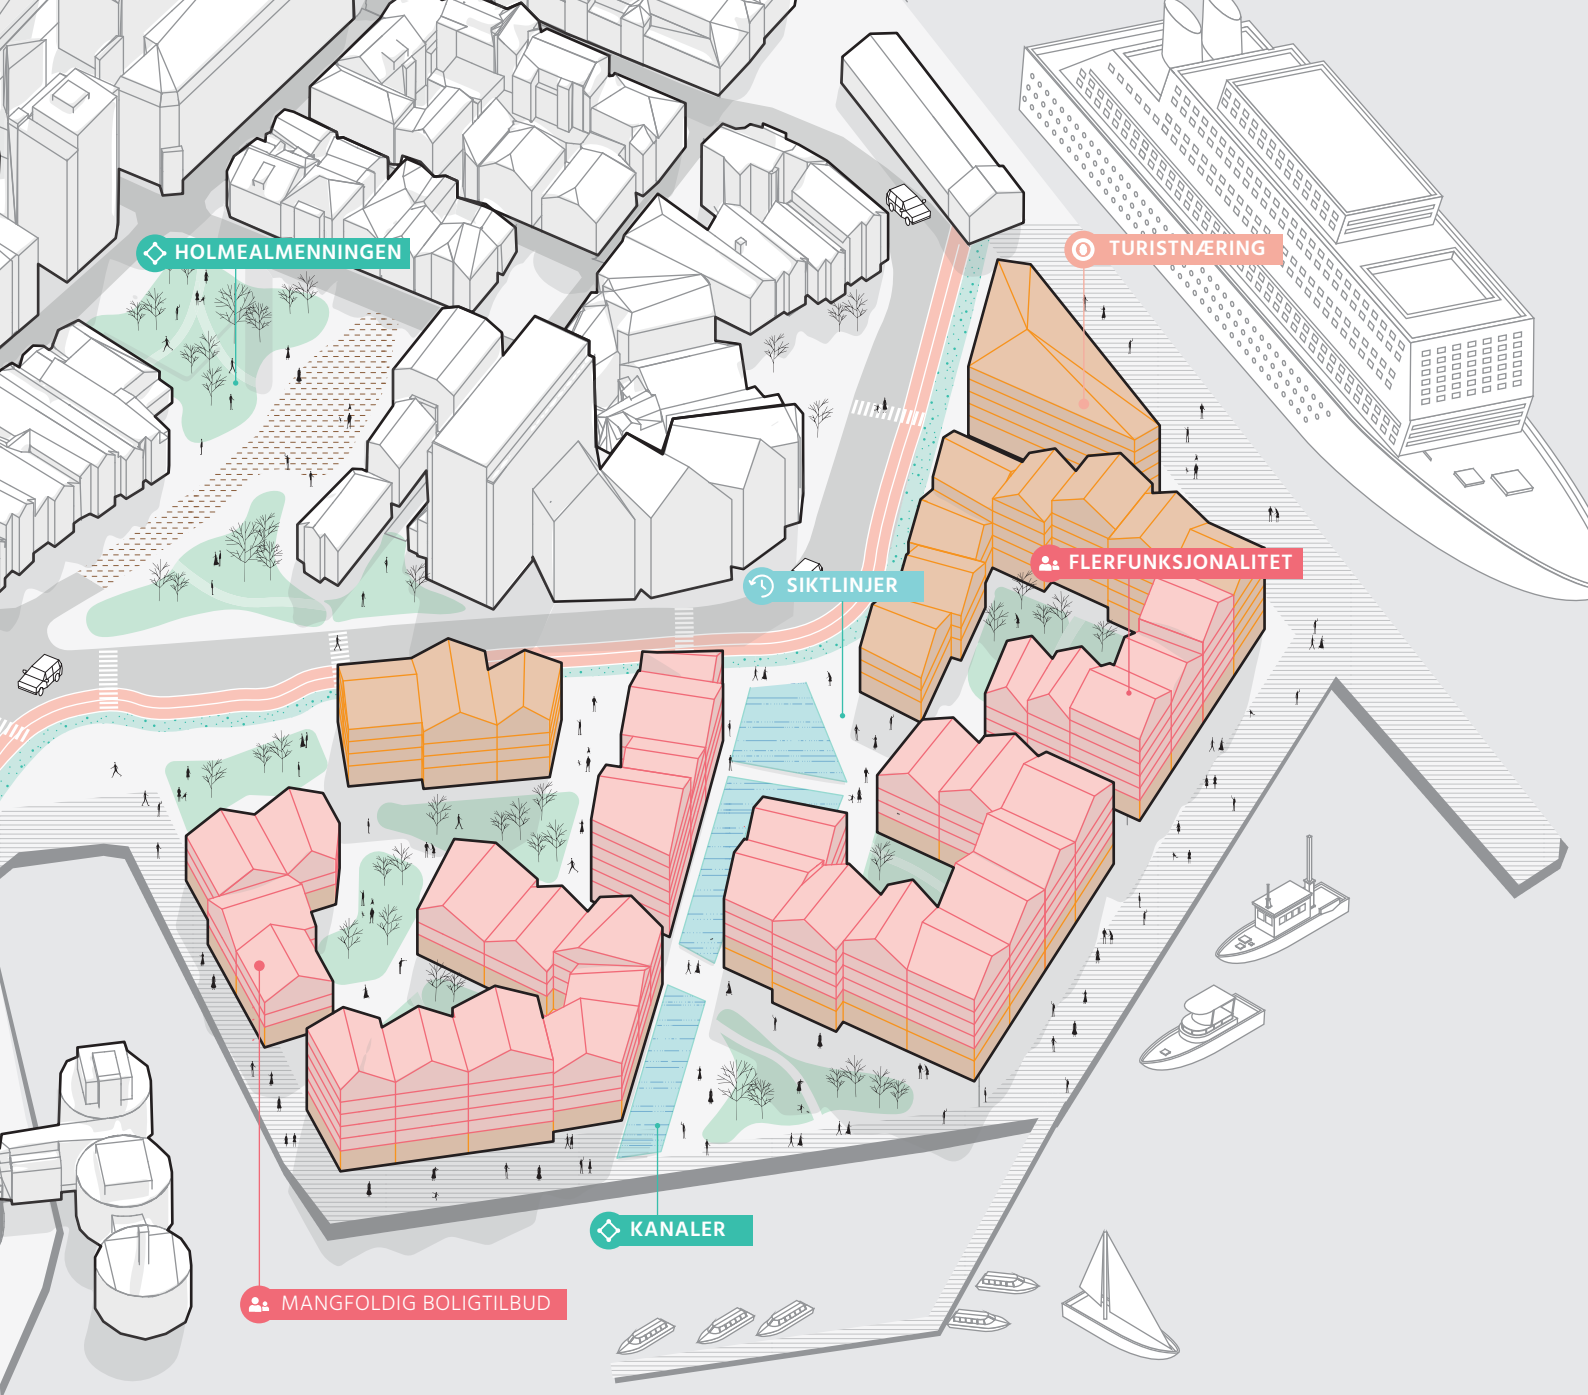 HOLMEALMENNINGEN
TURISTNÆRING
FLERFUNKSJONALITET
SIKTLINJER
KANALER
MANGFOLDIG BOLIGTILBUD